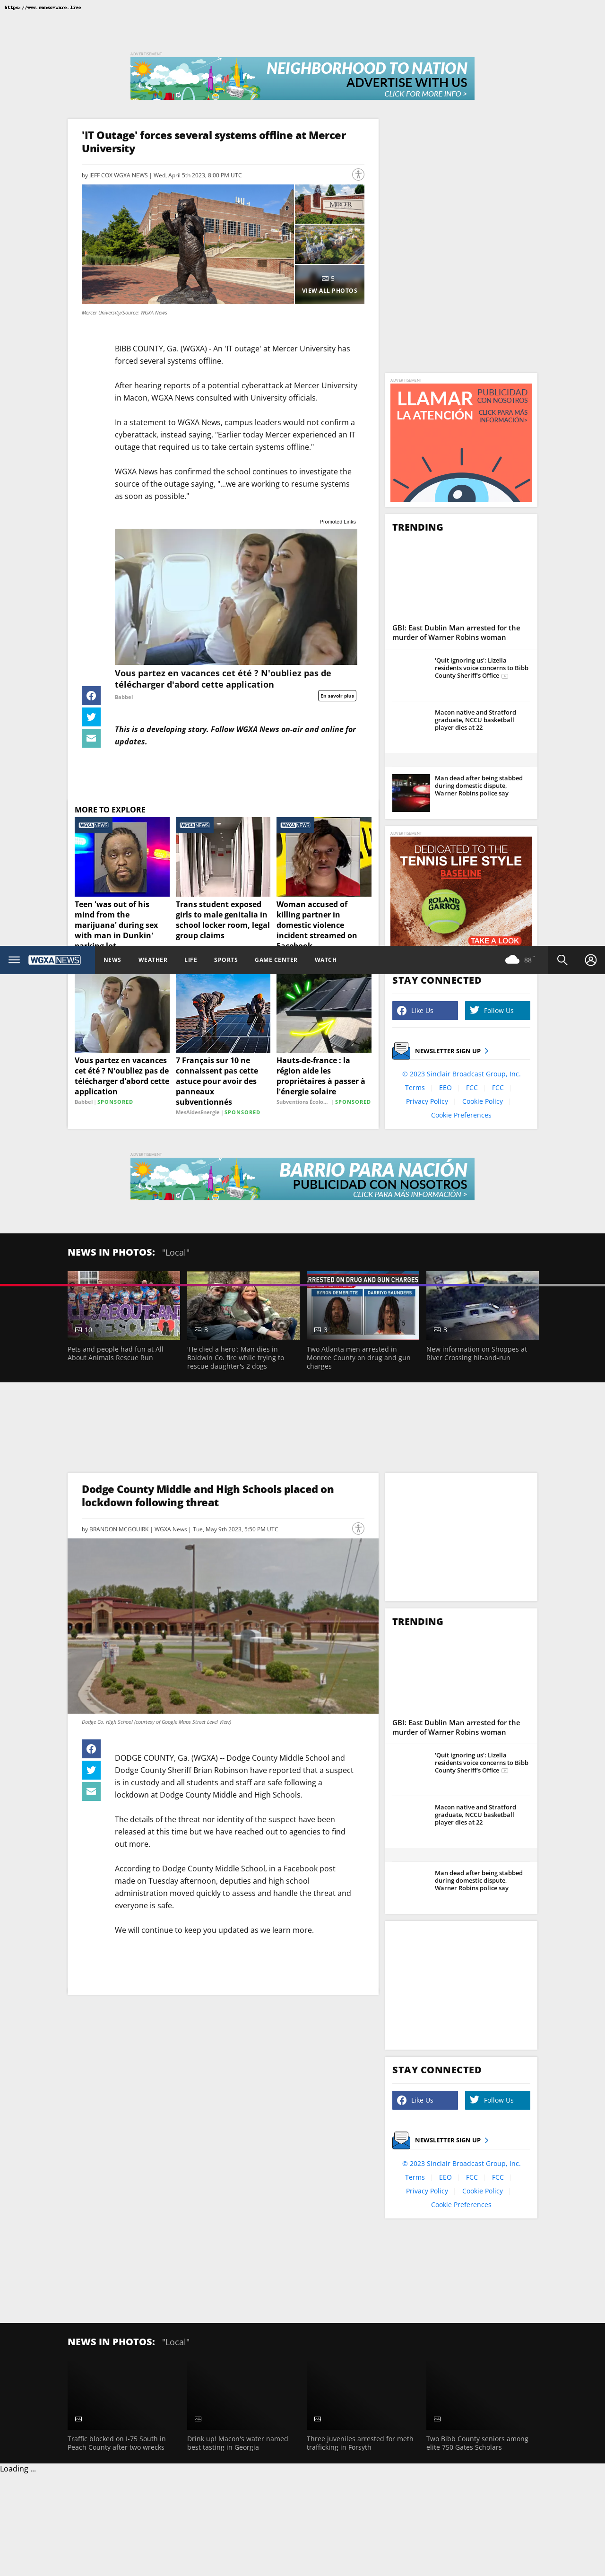 https://www.ransomware.live
ADVERTISEMENT
NEIGHBORHOOD TO NATION
ADVERTISE WITH US
CLICK FOR MORE INFO >
'IT Outage' forces several systems offline at Mercer
University
by JEFF COX WGXA NEWS | Wed, April 5th 2023, 8:00 PM UTC
MERCER
5
VIEW ALL PHOTOS
Mercer University/Source: WGXA News
BIBB COUNTY, Ga. (WGXA) - An 'IT outage' at Mercer University has
forced several systems offline.
After hearing reports of a potential cyberattack at Mercer University
in Macon, WGXA News consulted with University officials.
In a statement to WGXA News, campus leaders would not confirm a
cyberattack, instead saying, "Earlier today Mercer experienced an IT
outage that required us to take certain systems offline."
WGXA News has confirmed the school continues to investigate the
source of the outage saying, "...we are working to resume systems
as soon as possible."
Promoted Links
Vous partez en vacances cet été ? N'oubliez pas de
télécharger d'abord cette application
Babbel
En savoir plus
This is a developing story. Follow WGXA News on-air and online for
updates.
ADVERTISEMENT
LLAMAR
LA ATENCIÓN
PUBLICIDAD
CON NOSOTROS
CLICK PARA MÁS
INFORMACIÓN>
TRENDING
GBI: East Dublin Man arrested for the
murder of Warner Robins woman
'Quit ignoring us': Lizella
residents voice concerns to Bibb
County Sheriff's Office
Macon native and Stratford
graduate, NCCU basketball
player dies at 22
Man dead after being stabbed
during domestic dispute,
Warner Robins police say
ADVERTISEMENT
DEDICATED TO THE
TENNIS LIFE STYLE
BASELINE
ROLAND
GARROS
TAKE A LOOK
MORE TO EXPLORE
WGXA NEWS
WGXA NEWS
WGXA NEWS
Teen 'was out of his
mind from the
marijuana' during sex
with man in Dunkin'
parking lot
Trans student exposed
girls to male genitalia in
school locker room, legal
group claims
Woman accused of
killing partner in
domestic violence
incident streamed on
Facebook
WGXA NEWS
NEWS
WEATHER
LIFE
SPORTS
GAME CENTER
WATCH
88°
Vous partez en vacances
cet été ? N'oubliez pas de
télécharger d'abord cette
application
Babbel | SPONSORED
7 Français sur 10 ne
connaissent pas cette
astuce pour avoir des
panneaux
subventionnés
MesAidesEnergie | SPONSORED
Hauts-de-france : la
région aide les
propriétaires à passer à
l'énergie solaire
Subventions Écolo... | SPONSORED
STAY CONNECTED
Like Us
Follow Us
NEWSLETTER SIGN UP
© 2023 Sinclair Broadcast Group, Inc.
Terms
EEO
FCC
FCC
Privacy Policy
Cookie Policy
Cookie Preferences
ADVERTISEMENT
BARRIO PARA NACIÓN
PUBLICIDAD CON NOSOTROS
CLICK PARA MÁS INFORMACIÓN >
NEWS IN PHOTOS: "Local"
ALL ABOUT ANI
RESCUE
ARRESTED ON DRUG AND GUN CHARGES
BYRON DEMERITTE
DARRIYO SAUNDERS
10
3
3
3
Pets and people had fun at All
About Animals Rescue Run
'He died a hero': Man dies in
Baldwin Co. fire while trying to
rescue daughter's 2 dogs
Two Atlanta men arrested in
Monroe County on drug and gun
charges
New information on Shoppes at
River Crossing hit-and-run
Dodge County Middle and High Schools placed on
lockdown following threat
by BRANDON MCGOUIRK | WGXA News | Tue, May 9th 2023, 5:50 PM UTC
Dodge Co. High School (courtesy of Google Maps Street Level View)
DODGE COUNTY, Ga. (WGXA) -- Dodge County Middle School and
Dodge County Sheriff Brian Robinson have reported that a suspect
is in custody and all students and staff are safe following a
lockdown at Dodge County Middle and High Schools.
The details of the threat nor identity of the suspect have been
released at this time but we have reached out to agencies to find
out more.
According to Dodge County Middle School, in a Facebook post
made on Tuesday afternoon, deputies and high school
administration moved quickly to assess and handle the threat and
everyone is safe.
We will continue to keep you updated as we learn more.
TRENDING
GBI: East Dublin Man arrested for the
murder of Warner Robins woman
'Quit ignoring us': Lizella
residents voice concerns to Bibb
County Sheriff's Office
Macon native and Stratford
graduate, NCCU basketball
player dies at 22
Man dead after being stabbed
during domestic dispute,
Warner Robins police say
STAY CONNECTED
Like Us
Follow Us
NEWSLETTER SIGN UP
© 2023 Sinclair Broadcast Group, Inc.
Terms
EEO
FCC
FCC
Privacy Policy
Cookie Policy
Cookie Preferences
NEWS IN PHOTOS: "Local"
Traffic blocked on I-75 South in
Peach County after two wrecks
Drink up! Macon's water named
best tasting in Georgia
Three juveniles arrested for meth
trafficking in Forsyth
Two Bibb County seniors among
elite 750 Gates Scholars
Loading ...